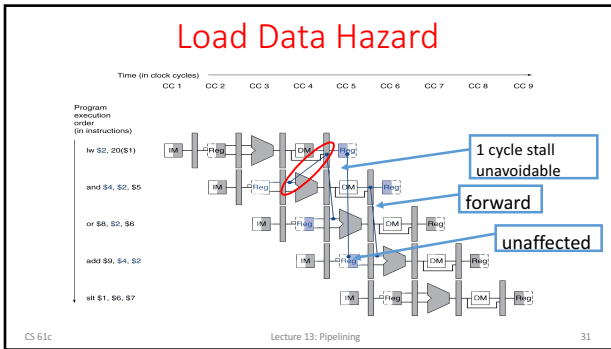 Load Data Hazard
Time (in clock cycles)
CC 1 CC 2 CC 3 CC 4 CC 5 CC 6 CC 7 CC 8 CC 9
Program
execution
order
(in instructions)
lw $2, 20($1)
IM Reg DM Reg
1 cycle stall
unavoidable
and $4, $2, $5
IM Reg DM Reg
forward
or $8, $2, $6
IM Reg DM Reg
unaffected
add $9, $4, $2
IM Reg DM Reg
slt $1, $6, $7
IM Reg DM Reg
CS 61c Lecture 13: Pipelining 31